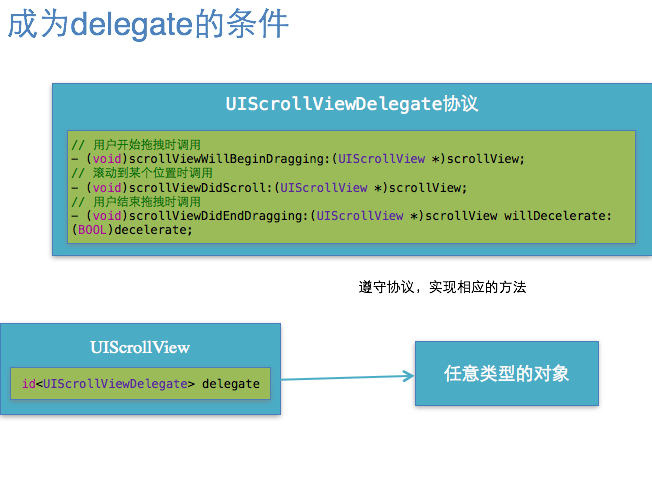 成为delegate的条件
UIScrollViewDelegate协议
// 用户开始拖拽时调用
- (void)scrollViewWillBeginDragging:(UIScrollView *)scrollView;
// 滚动到某个位置时调用
- (void)scrollViewDidScroll:(UIScrollView *)scrollView;
// 用户结束拖拽时调用
- (void)scrollViewDidEndDragging:(UIScrollView *)scrollView willDecelerate:
(BOOL)decelerate;
遵守协议，实现相应的方法
UIScrollView
id<UIScrollViewDelegate> delegate
任意类型的对象